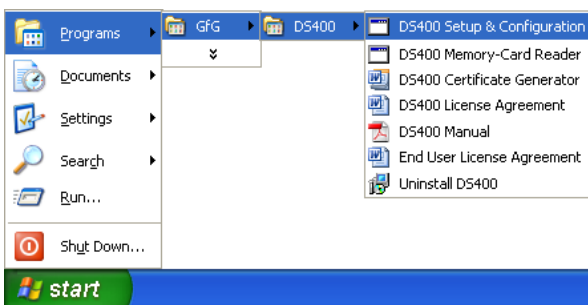 Programs
Documents
Settings
Search
Run...
Shut Down...
start
GfG
DS400
DS400 Setup & Configuration
DS400 Memory-Card Reader
DS400 Certificate Generator
DS400 License Agreement
DS400 Manual
End User License Agreement
Uninstall DS400